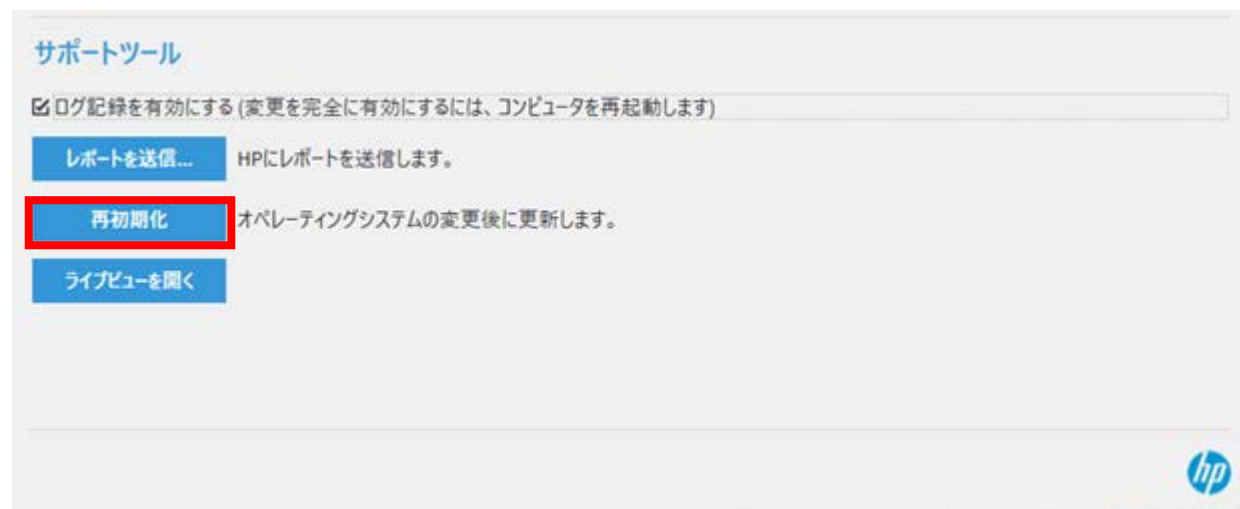 サポートツール
ログ記録を有効にする (変更を完全に有効にするには、コンピュータを再起動します)
レポートを送信... HPにレポートを送信します。
再初期化 オペレーティングシステムの変更後に更新します。
ライブビューを開く
hp